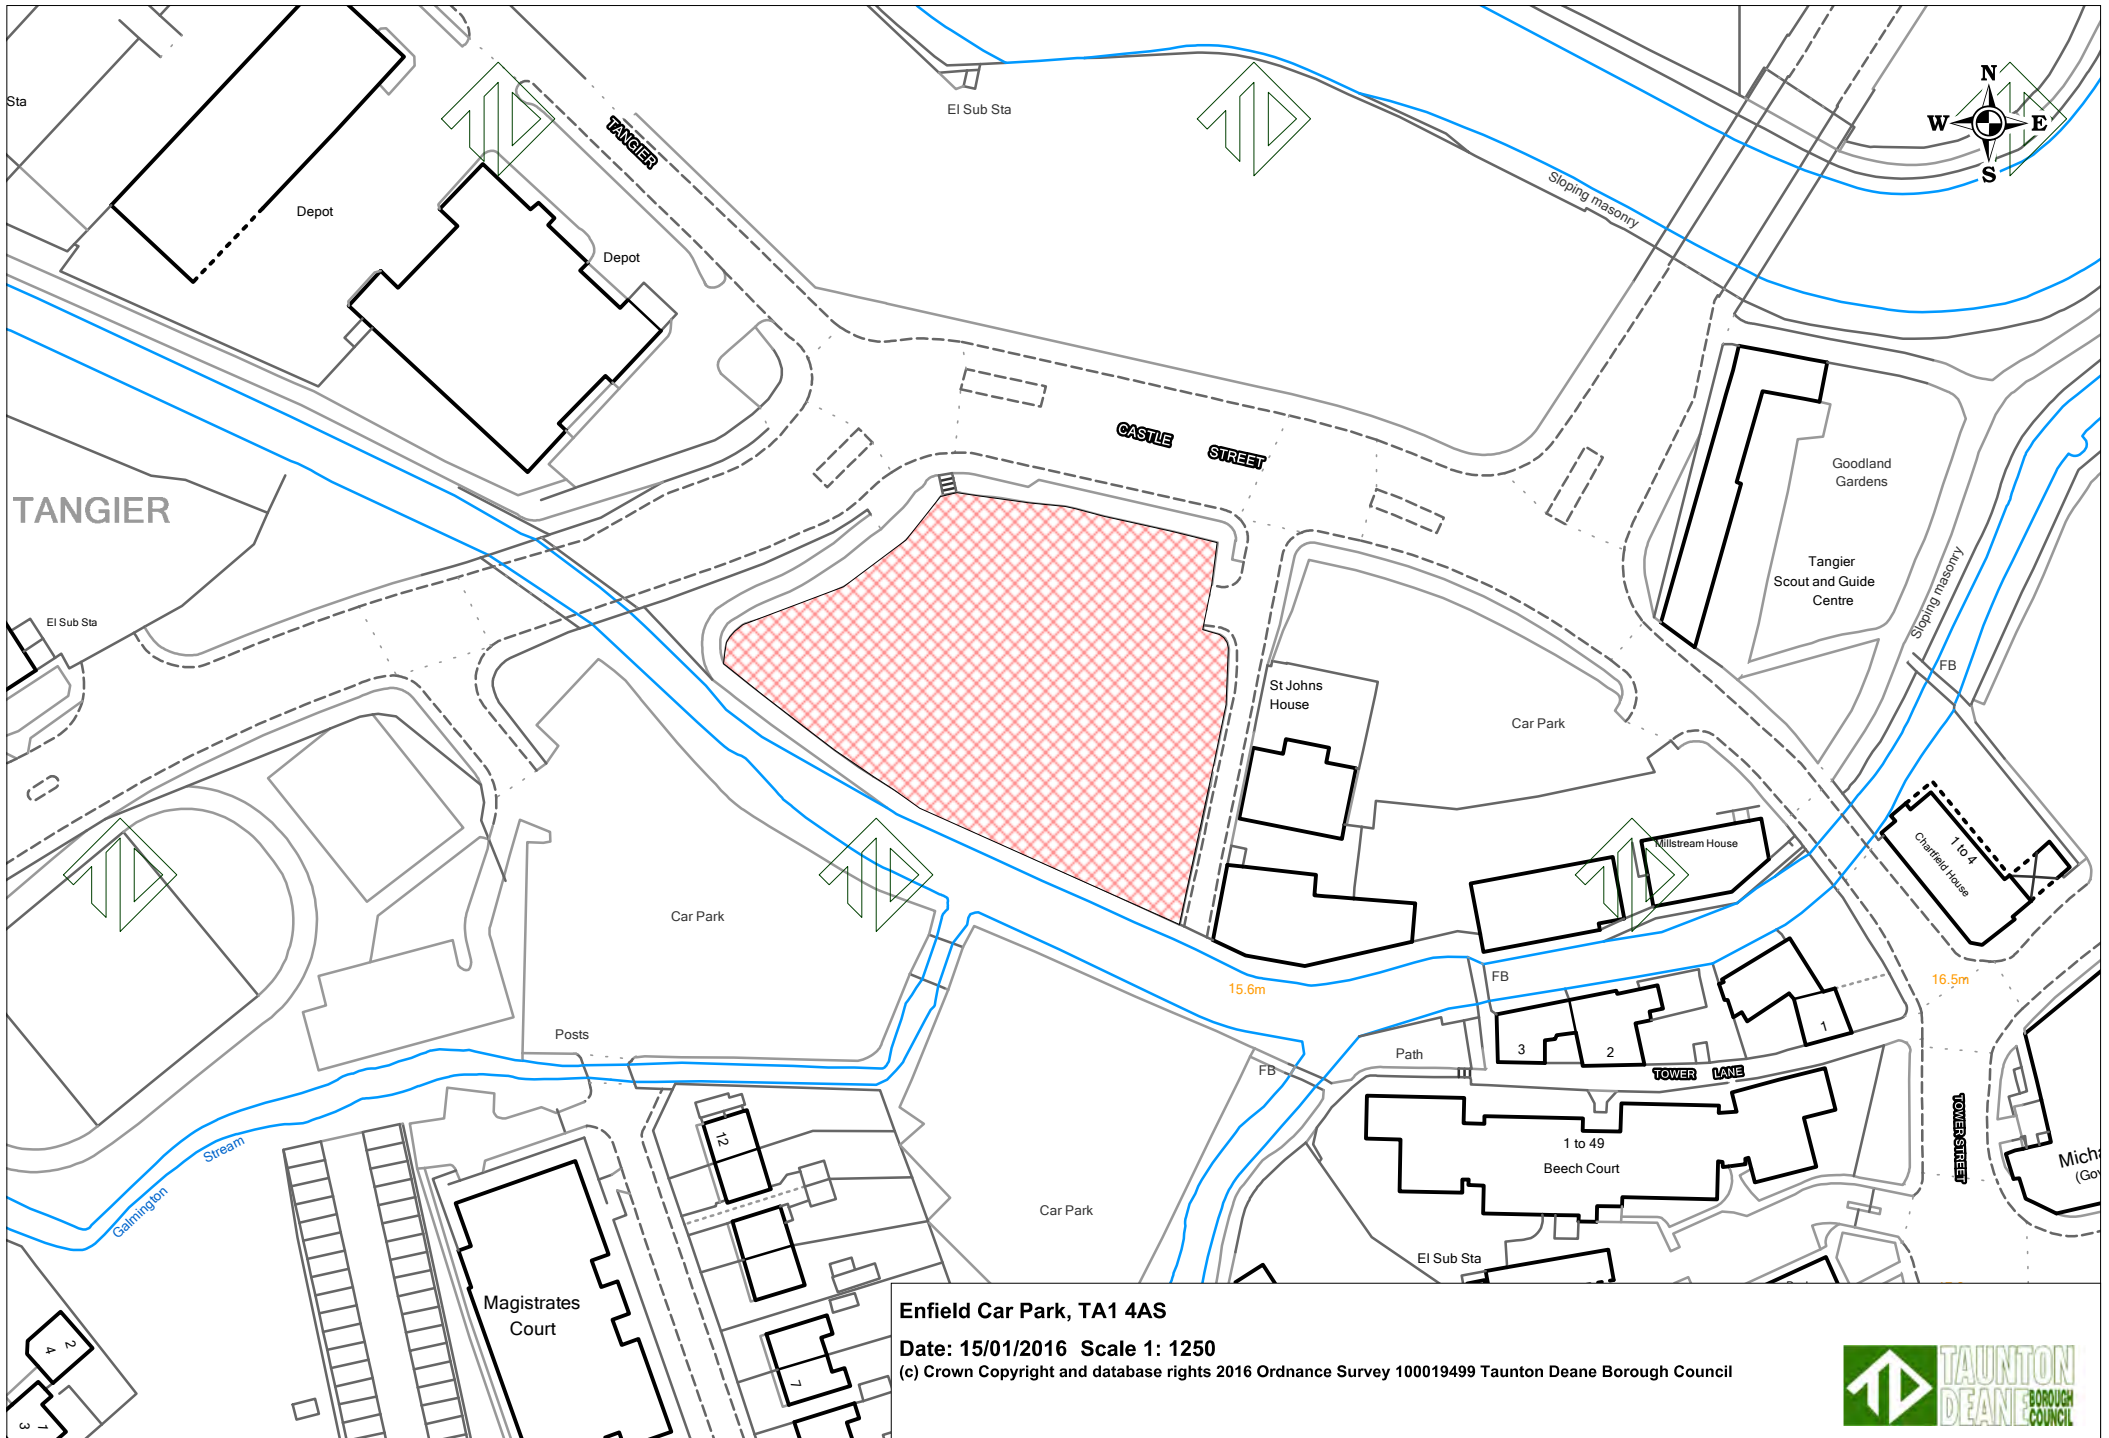 Sta
Depot
Depot
TANGIER
El Sub Sta
Sloping masonry
N
W E
S
CASTLE STREET
TANGIER
El Sub Sta
Goodland
Gardens
Tangier
Scout and Guide
Centre
Sloping masonry
FB
St Johns
House
Car Park
Millstream House
1 to 4
Chartfield House
Car Park
15.6m
FB
16.5m
Posts
Path
FB
3
2
1
TOWER LANE
TOWER STREET
Stream
Galmington
12
1 to 49
Beech Court
Car Park
El Sub Sta
Magistrates
Court
7
2
4
1
3
Enfield Car Park, TA1 4AS
Date: 15/01/2016 Scale 1: 1250
(c) Crown Copyright and database rights 2016 Ordnance Survey 100019499 Taunton Deane Borough Council
TD
TAUNTON
DEANE BOROUGH
COUNCIL